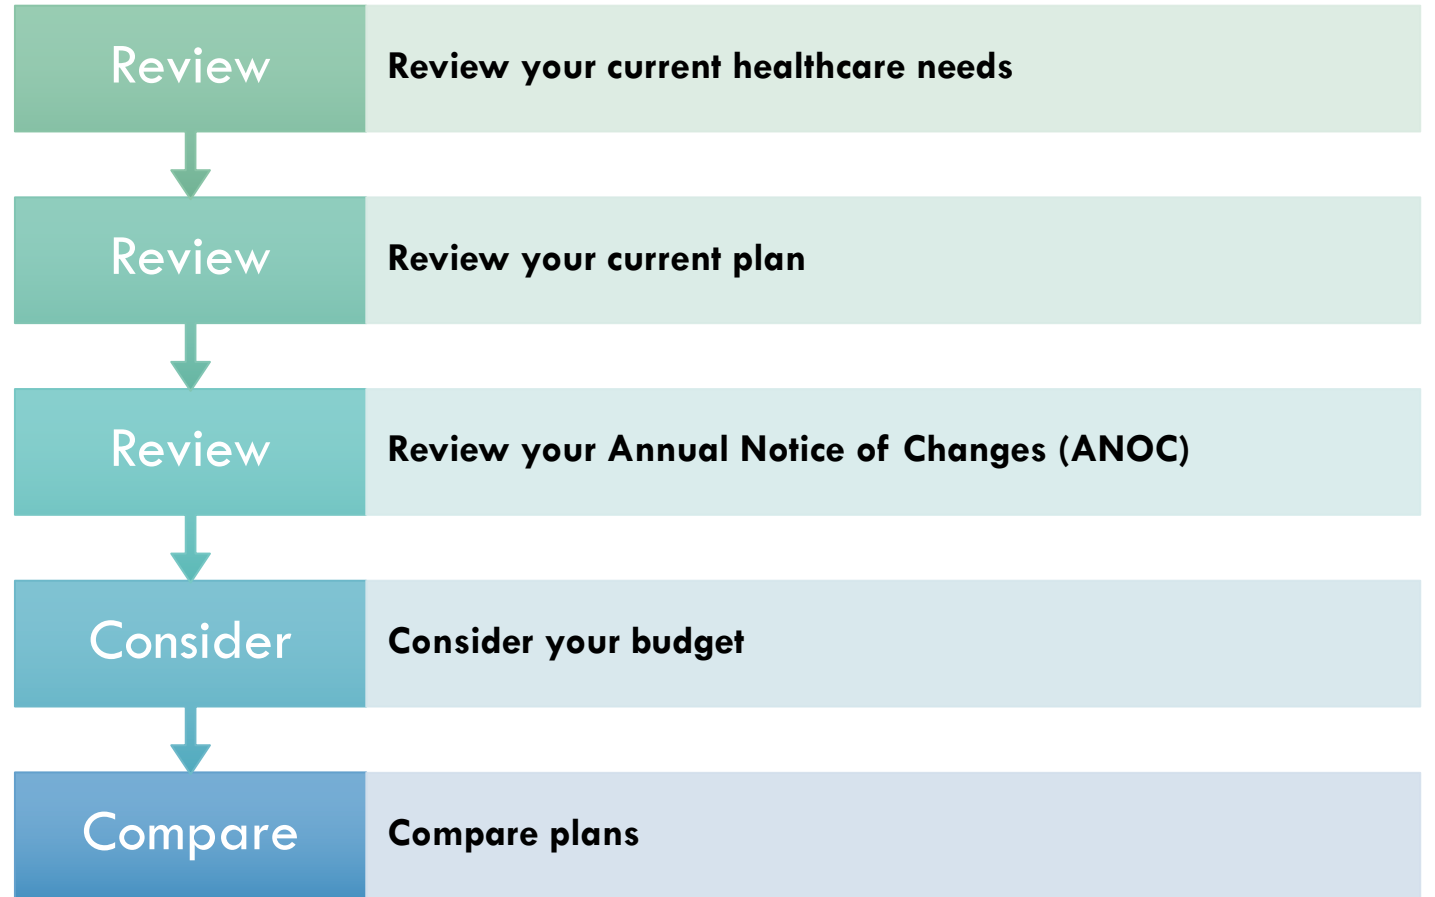 Review
Review your current healthcare needs
Review
Review your current plan
Review
Review your Annual Notice of Changes (ANOC)
Consider
Consider your budget
Compare
Compare plans